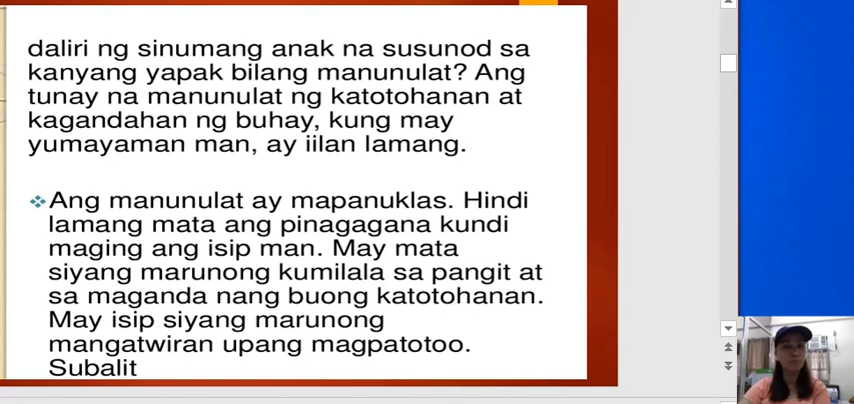 daliri ng sinumang anak na susunod sa
kanyang yapak bilang manunulat? Ang
tunay na manunulat ng katotohanan at
kagandahan ng buhay, kung may
yumayaman man, ay iilan lamang.
Ang manunulat ay mapanuklas. Hindi
lamang mata ang pinagagana kundi
maging ang isip man. May mata
siyang marunong kumilala sa pangit at
sa maganda nang buong katotohanan.
May isip siyang marunong
mangatwiran upang magpatotoo.
Subalit